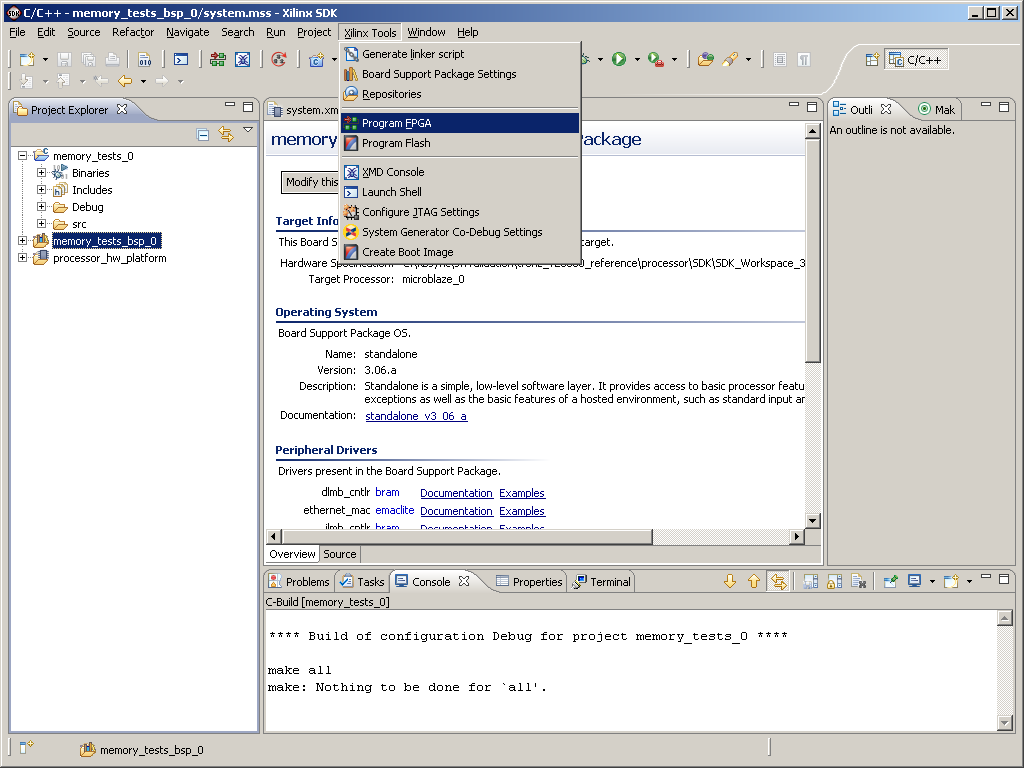 C/C++ - memory_tests_bsp_0/system.mss - Xilinx SDK
File Edit Source Refactor Navigate Search Run Project Xilinx Tools Window Help
Generate linker script
Board Support Package Settings
Repositories
Program FPGA
Program Flash
XMD Console
Launch Shell
Configure JTAG Settings
System Generator Co-Debug Settings
Create Boot Image
C/C++
Project Explorer
memory_tests_0
Binaries
Includes
Debug
src
memory_tests_bsp_0
processor_hw_platform
system.xm
memory Package
Modify this
Target Info
This Board S target.
Hardware _reference\processor\SDK\SDK_Workspace_3
Target Processor: microblaze_0
Operating System
Board Support Package OS.
Name: standalone
Version: 3.06.a
Description: Standalone is a simple, low-level software layer. It provides access to basic processor featu
exceptions as well as the basic features of a hosted environment, such as standard input ar
Documentation: standalone_v3_06_a
Peripheral Drivers
Drivers present in the Board Support Package.
dlmb_cntlr bram Documentation Examples
ethernet_mac emaclite Documentation Examples
ilmb_cntlr bram Documentation Examples
Overview Source
Outli Mak
An outline is not available.
Problems Tasks Console Properties Terminal
C-Build [memory_tests_0]
**** Build of configuration Debug for project memory_tests_0 ****
make all
make: Nothing to be done for `all'.
memory_tests_bsp_0